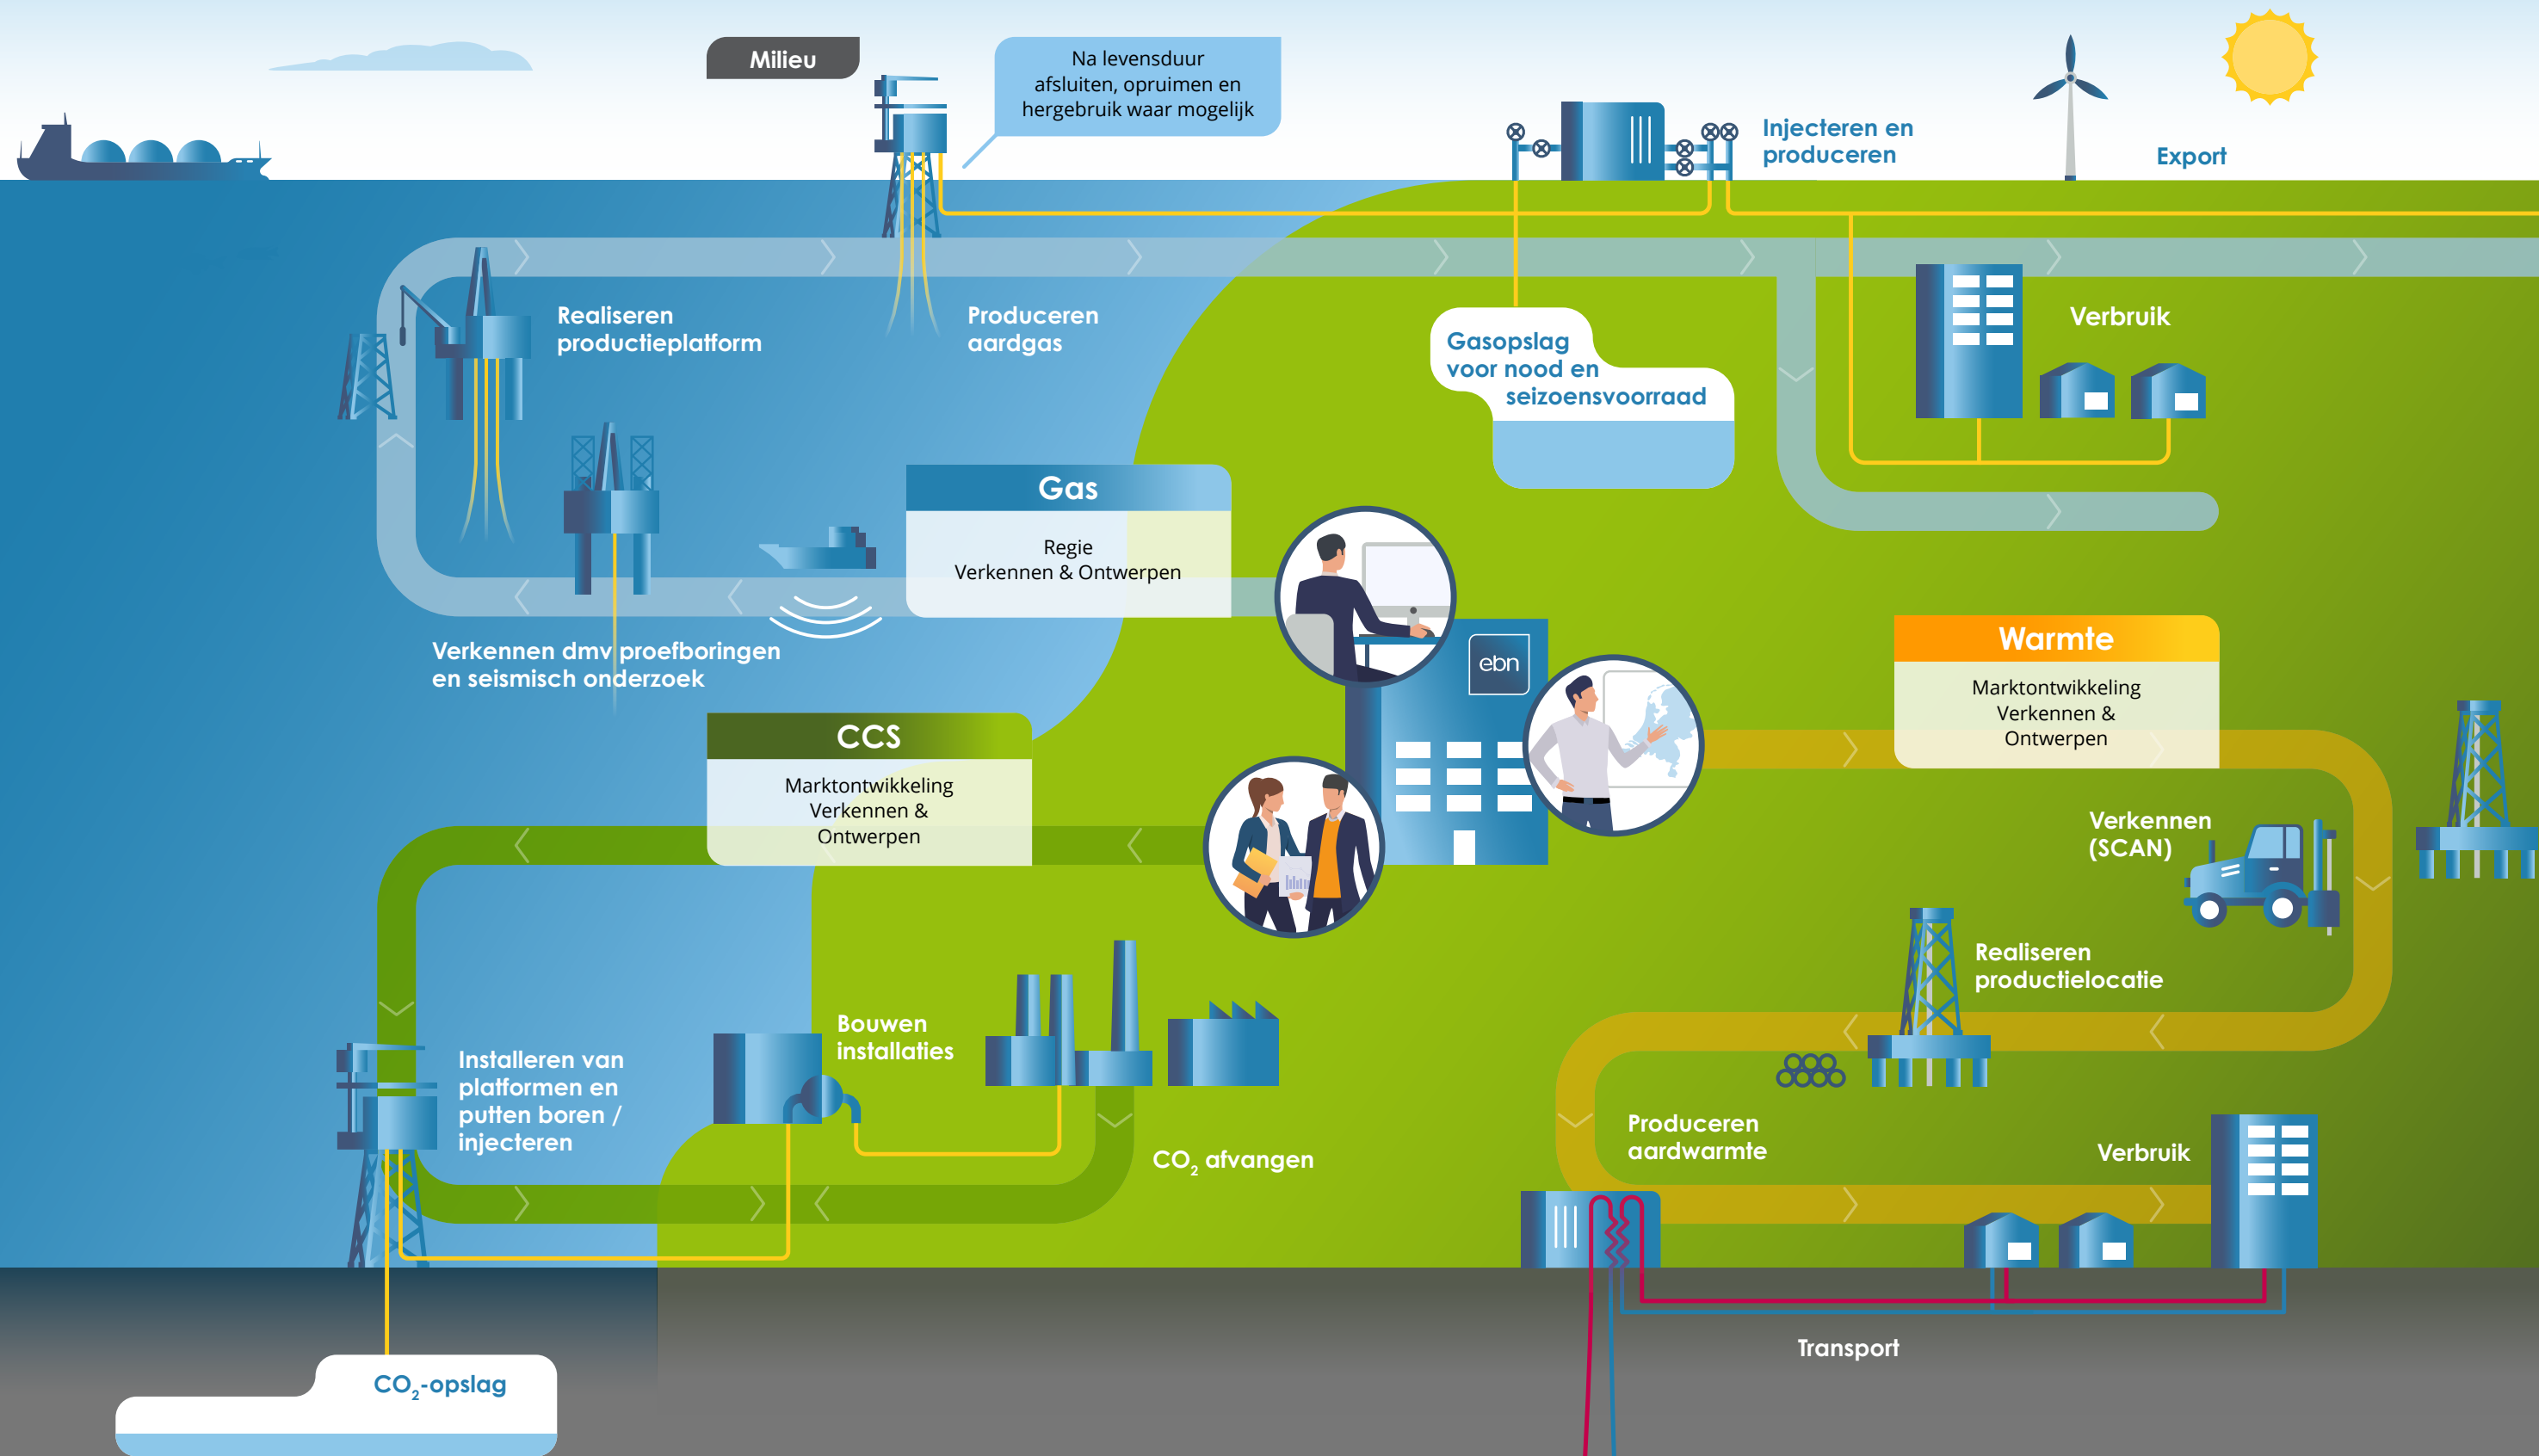 Milieu
Na levensduur
afsluiten, opruimen en
hergebruik waar mogelijk
Injecteren en
produceren
Export
Realiseren
productieplatform
Produceren
aardgas
Gasopslag
voor nood en
seizoensvoorraad
Verbruik
Gas
Regie
Verkennen & Ontwerpen
Verkennen dmv proefboringen
en seismisch onderzoek
ebn
Warmte
Marktontwikkeling
Verkennen &
Ontwerpen
CCS
Marktontwikkeling
Verkennen &
Ontwerpen
Verkennen
(SCAN)
Realiseren
productielocatie
Bouwen
installaties
Installeren van
platformen en
putten boren /
injecteren
CO₂ afvangen
Produceren
aardwarmte
Verbruik
Transport
CO₂-opslag